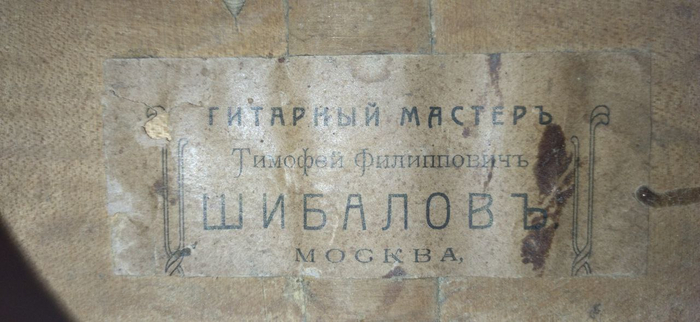 ГИТАРНЫЙ МАСТЕРЪ
Тимофей Филипповичъ
ШИБАЛОВЪ.
МОСКВА,